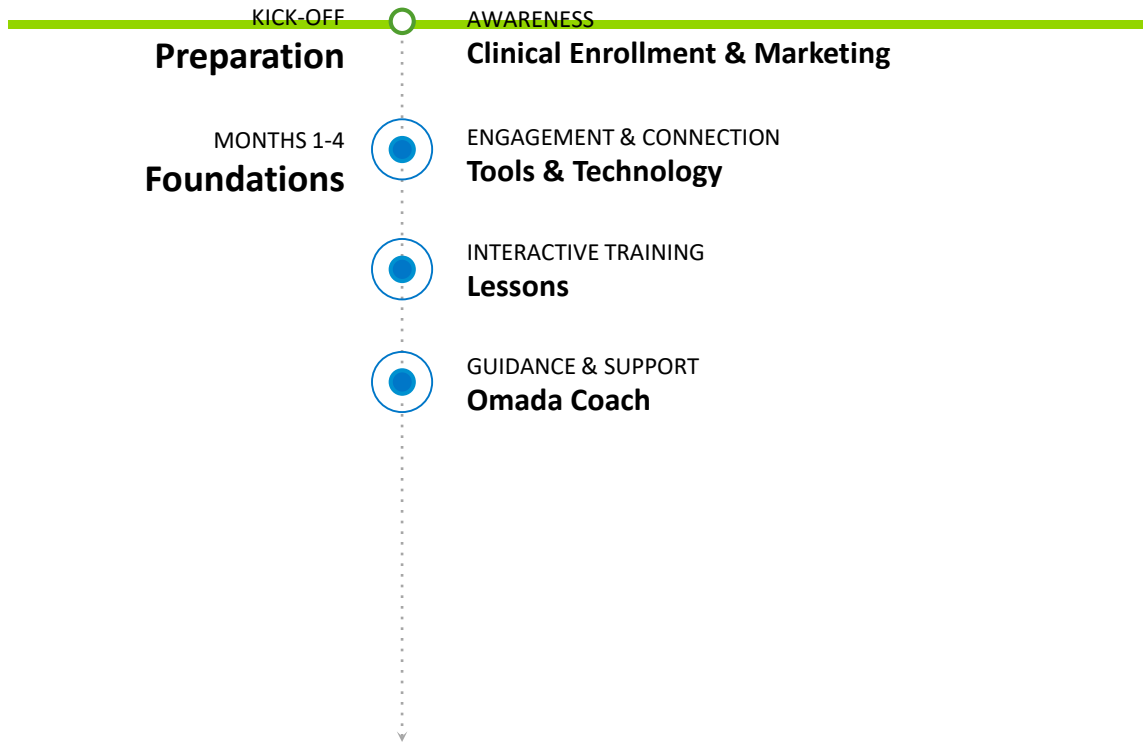 KICK-OFF
Preparation
AWARENESS
Clinical Enrollment & Marketing
MONTHS 1-4
Foundations
ENGAGEMENT & CONNECTION
Tools & Technology
INTERACTIVE TRAINING
Lessons
GUIDANCE & SUPPORT
Omada Coach